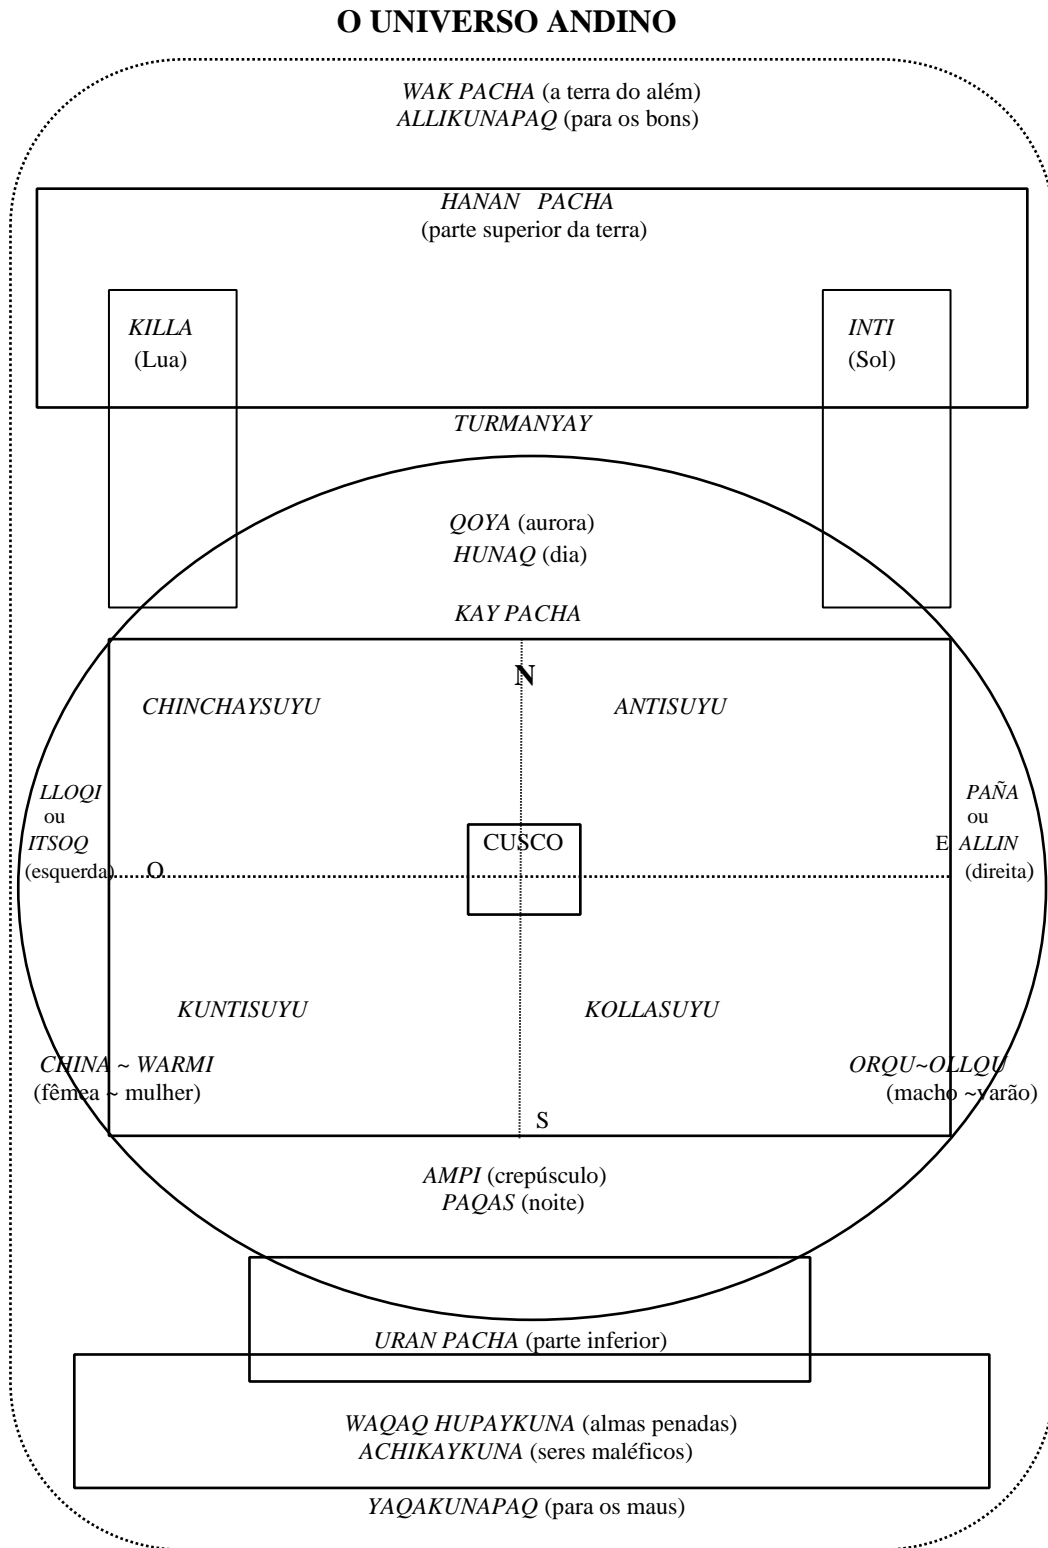 O UNIVERSO ANDINO
WAK PACHA (a terra do além)
ALLIKUNAPAQ (para os bons)
HANAN PACHA
(parte superior da terra)
KILLA
(Lua)
INTI
(Sol)
TURMANYAY
QOYA (aurora)
HUNAQ (dia)
KAY PACHA
N
CHINCHAYSUYU
ANTISUYU
LLOQI
ou
ITSOQ
(esquerda)
O
CUSCO
PAÑA
ou
E ALLIN
(direita)
KUNTISUYU
KOLLASUYU
CHINA ~ WARMI
(fêmea ~ mulher)
ORQU~OLLQU
(macho ~varão)
S
AMPI (crepúsculo)
PAQAS (noite)
URAN PACHA (parte inferior)
WAQAQ HUPAYKUNA (almas penadas)
ACHIKAYKUNA (seres maléficos)
YAQAKUNAPAQ (para os maus)